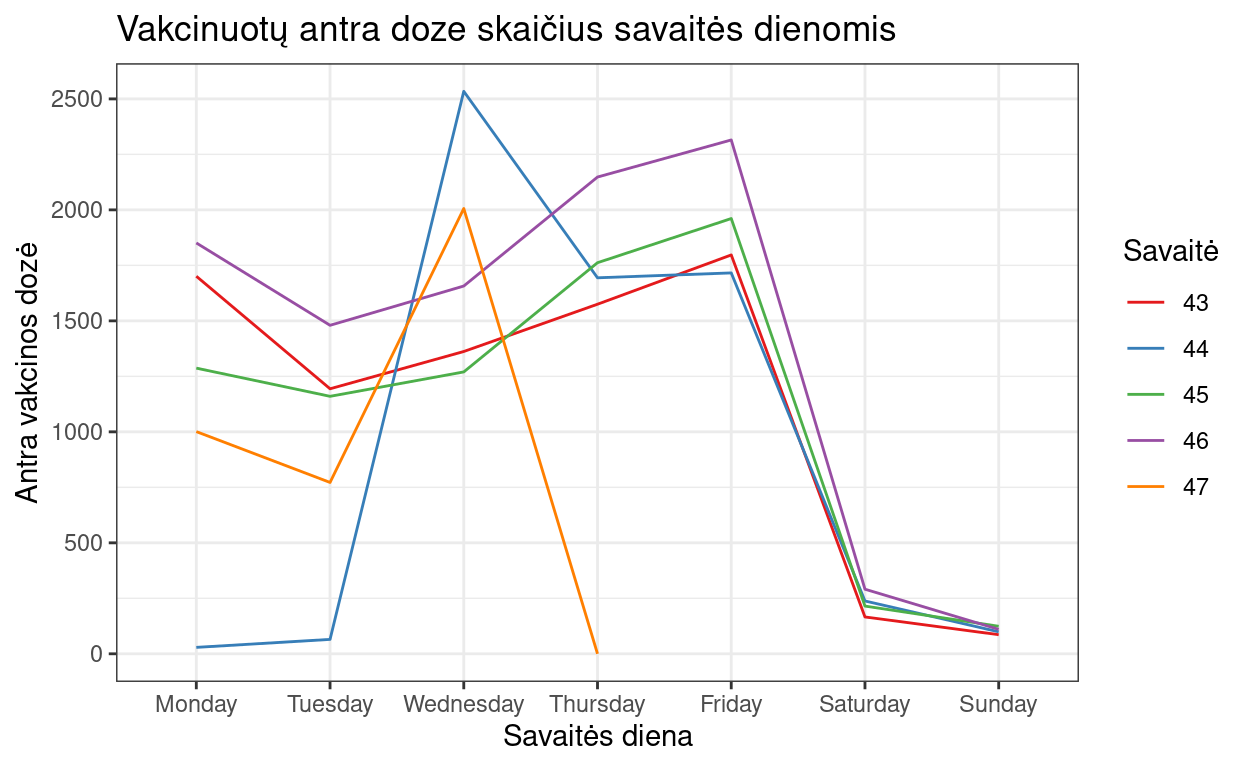 Vakcinuotų antra doze skaičius savaitės dienomis
Antra vakcinos dozė
2500
2000
1500
1000
500
0
Monday Tuesday Wednesday Thursday Friday Saturday Sunday
Savaitės diena
Savaitė
43
44
45
46
47